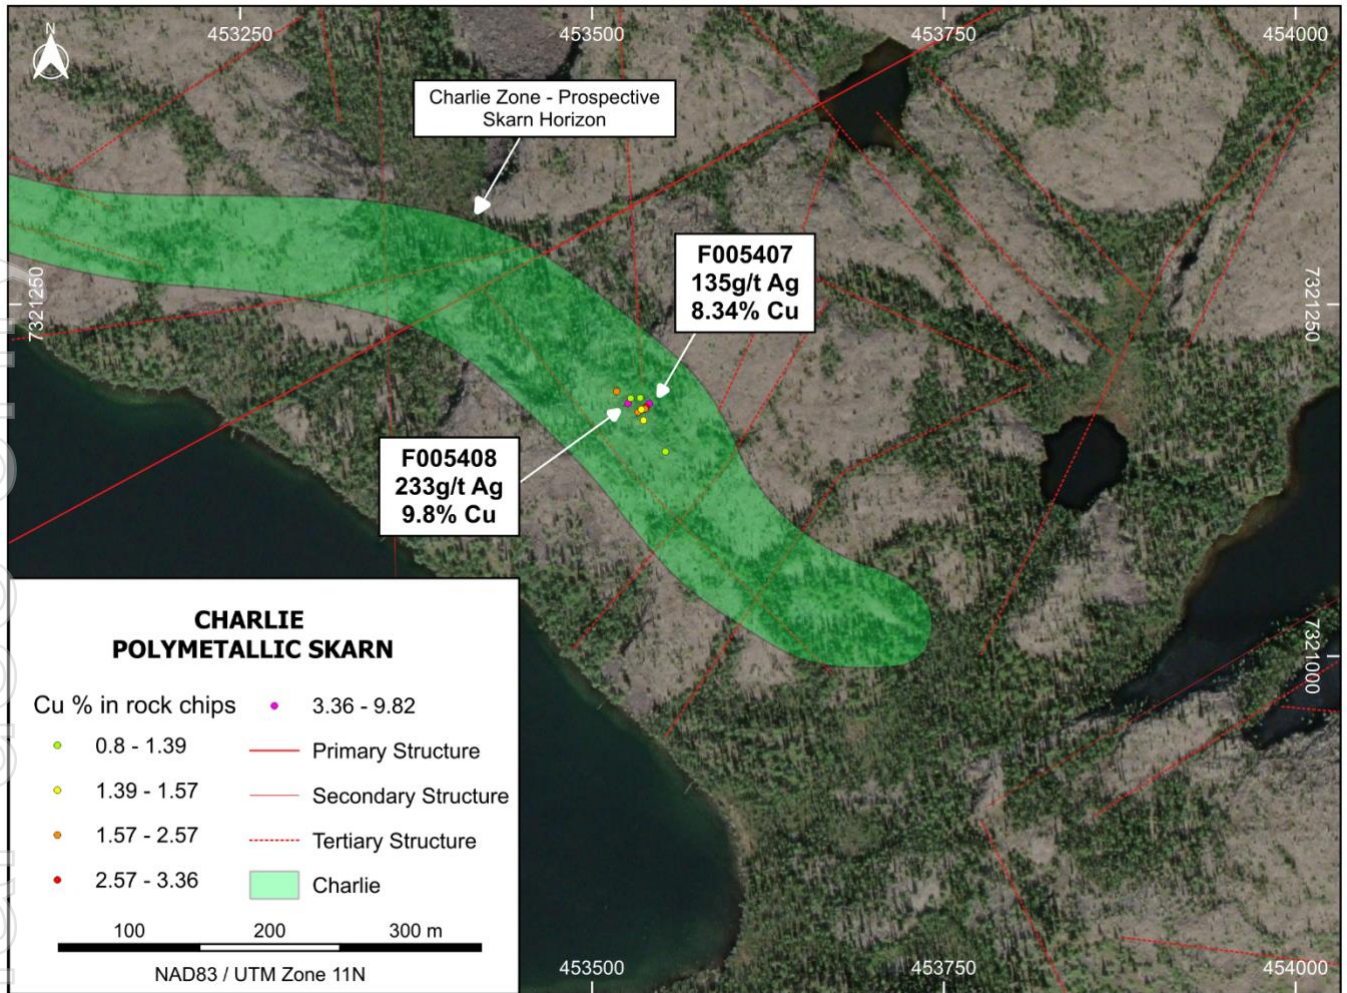 453250
453500
453750
454000
N
Charlie Zone - Prospective
Skarn Horizon
F005407
135g/t Ag
8.34% Cu
7321250
7321250
F005408
233g/t Ag
9.8% Cu
7321000
CHARLIE
POLYMETALLIC SKARN
Cu % in rock chips
3.36 - 9.82
0.8 - 1.39
Primary Structure
1.39 - 1.57
Secondary Structure
1.57 - 2.57
Tertiary Structure
2.57 - 3.36
Charlie
100
200
300 m
NAD83 / UTM Zone 11N
453500
453750
454000